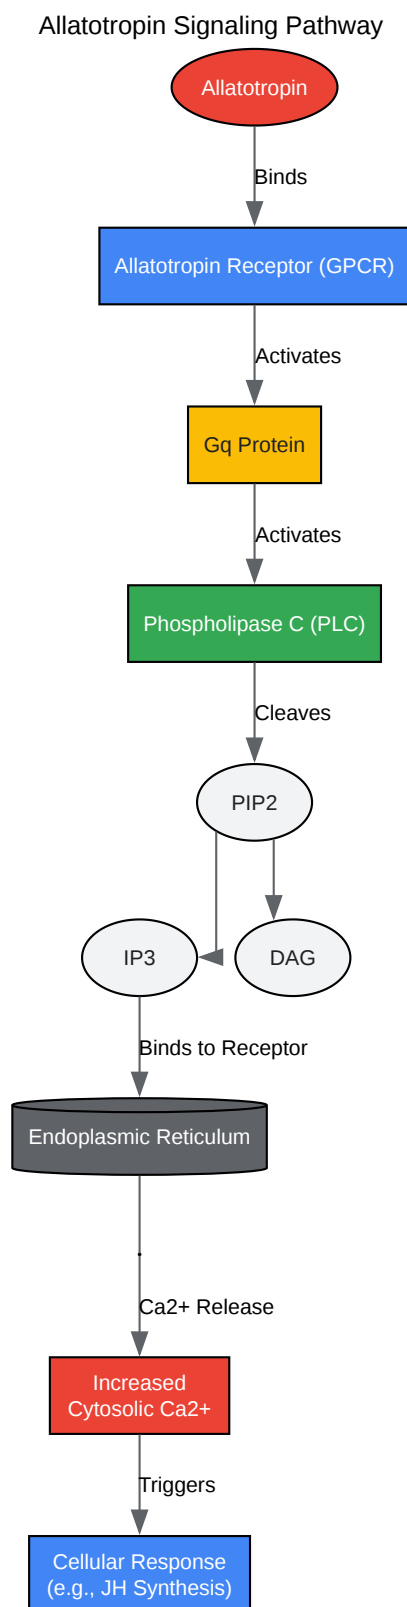 Allatotropin Signaling Pathway
Allatotropin
Binds
Allatotropin Receptor (GPCR)
Activates
Gq Protein
Activates
Phospholipase C (PLC)
Cleaves
PIP2
IP3
DAG
Binds to Receptor
Endoplasmic Reticulum
Ca2+ Release
Increased
Cytosolic Ca2+
Triggers
Cellular Response
(e.g., JH Synthesis)